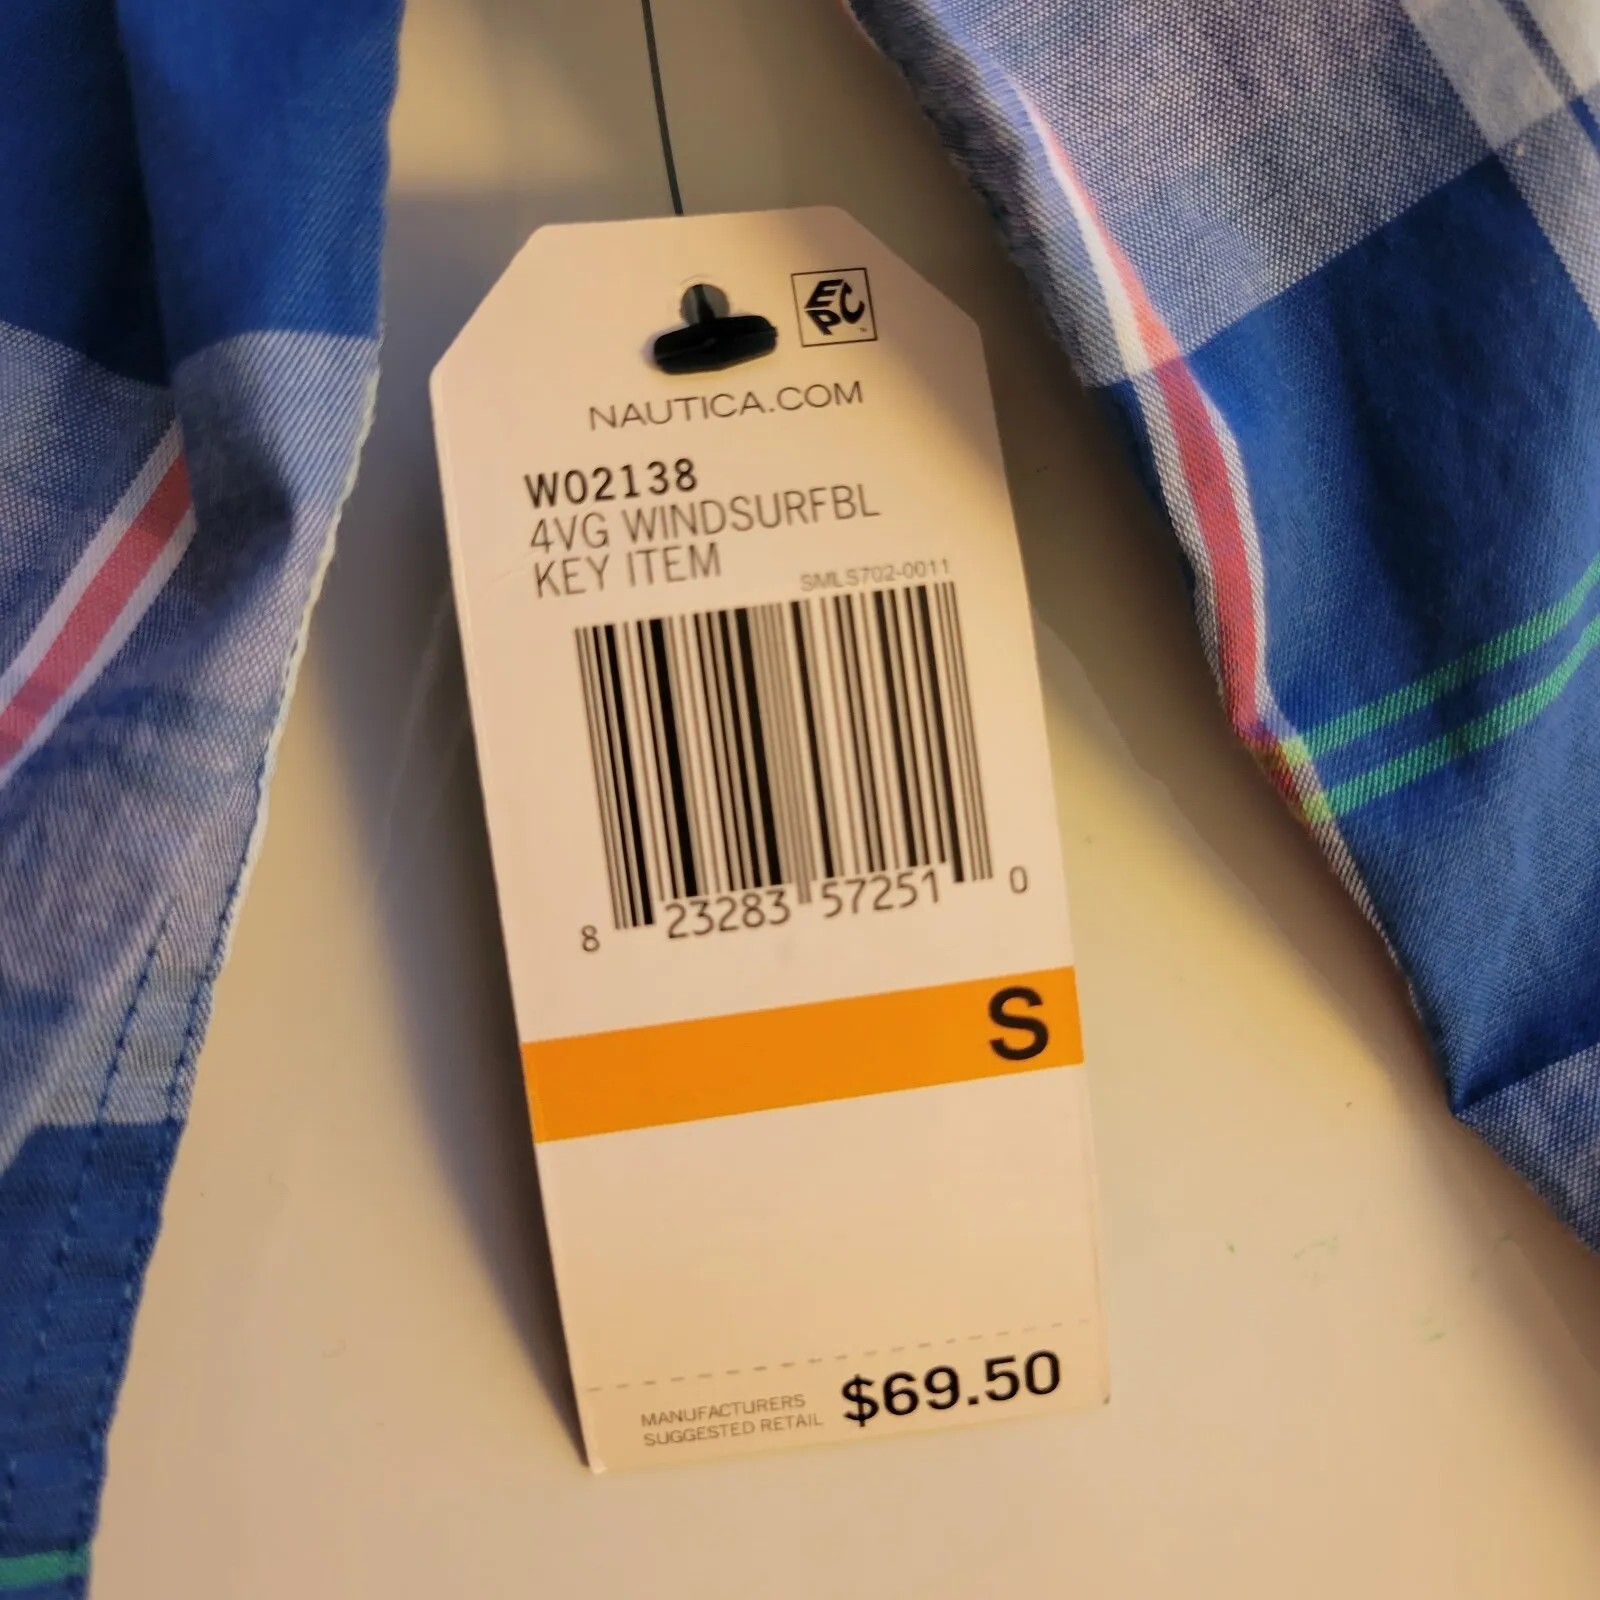 EPC
NAUTICA.COM
W02138
4VG WINDSURFBL
KEY ITEM
SMLS702-0011
8 23283 57251 0
S
MANUFACTURERS
SUGGESTED RETAIL
$69.50